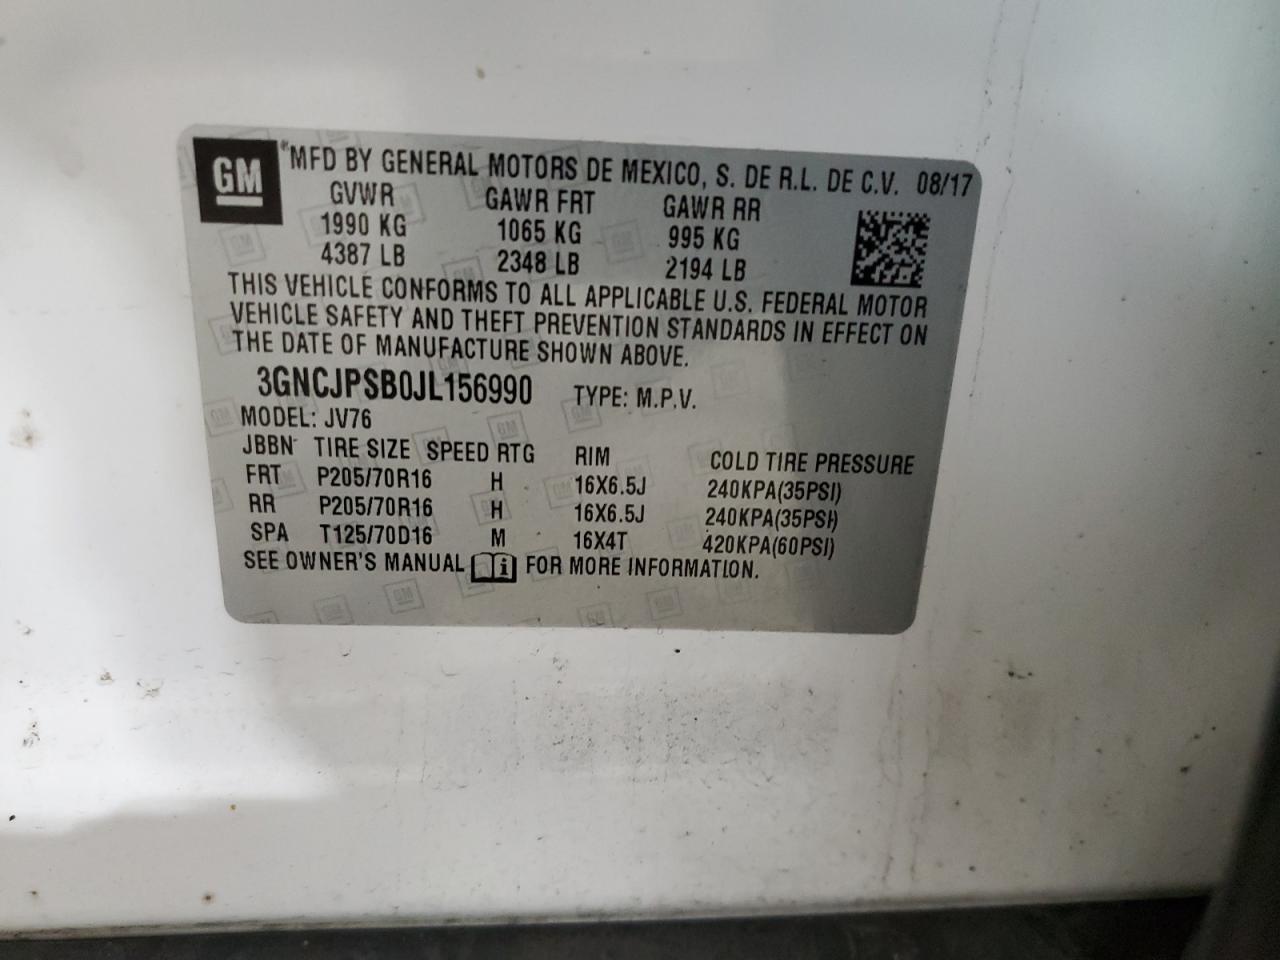 GM
MFD BY GENERAL MOTORS DE MEXICO, S. DE R.L. DE C.V. 08/17
GVWR GAWR FRT GAWR RR
1990 KG 1065 KG 995 KG
4387 LB 2348 LB 2194 LB
THIS VEHICLE CONFORMS TO ALL APPLICABLE U.S. FEDERAL MOTOR
VEHICLE SAFETY AND THEFT PREVENTION STANDARDS IN EFFECT ON
THE DATE OF MANUFACTURE SHOWN ABOVE.
3GNCJPSB0JL156990 TYPE: M.P.V.
MODEL: JV76
JBBN TIRE SIZE SPEED RTG RIM COLD TIRE PRESSURE
FRT P205/70R16 H 16X6.5J 240KPA(35PSI)
RR P205/70R16 H 16X6.5J 240KPA(35PSI)
SPA T125/70D16 M 16X4T 420KPA(60PSI)
SEE OWNER'S MANUAL i FOR MORE INFORMATION.